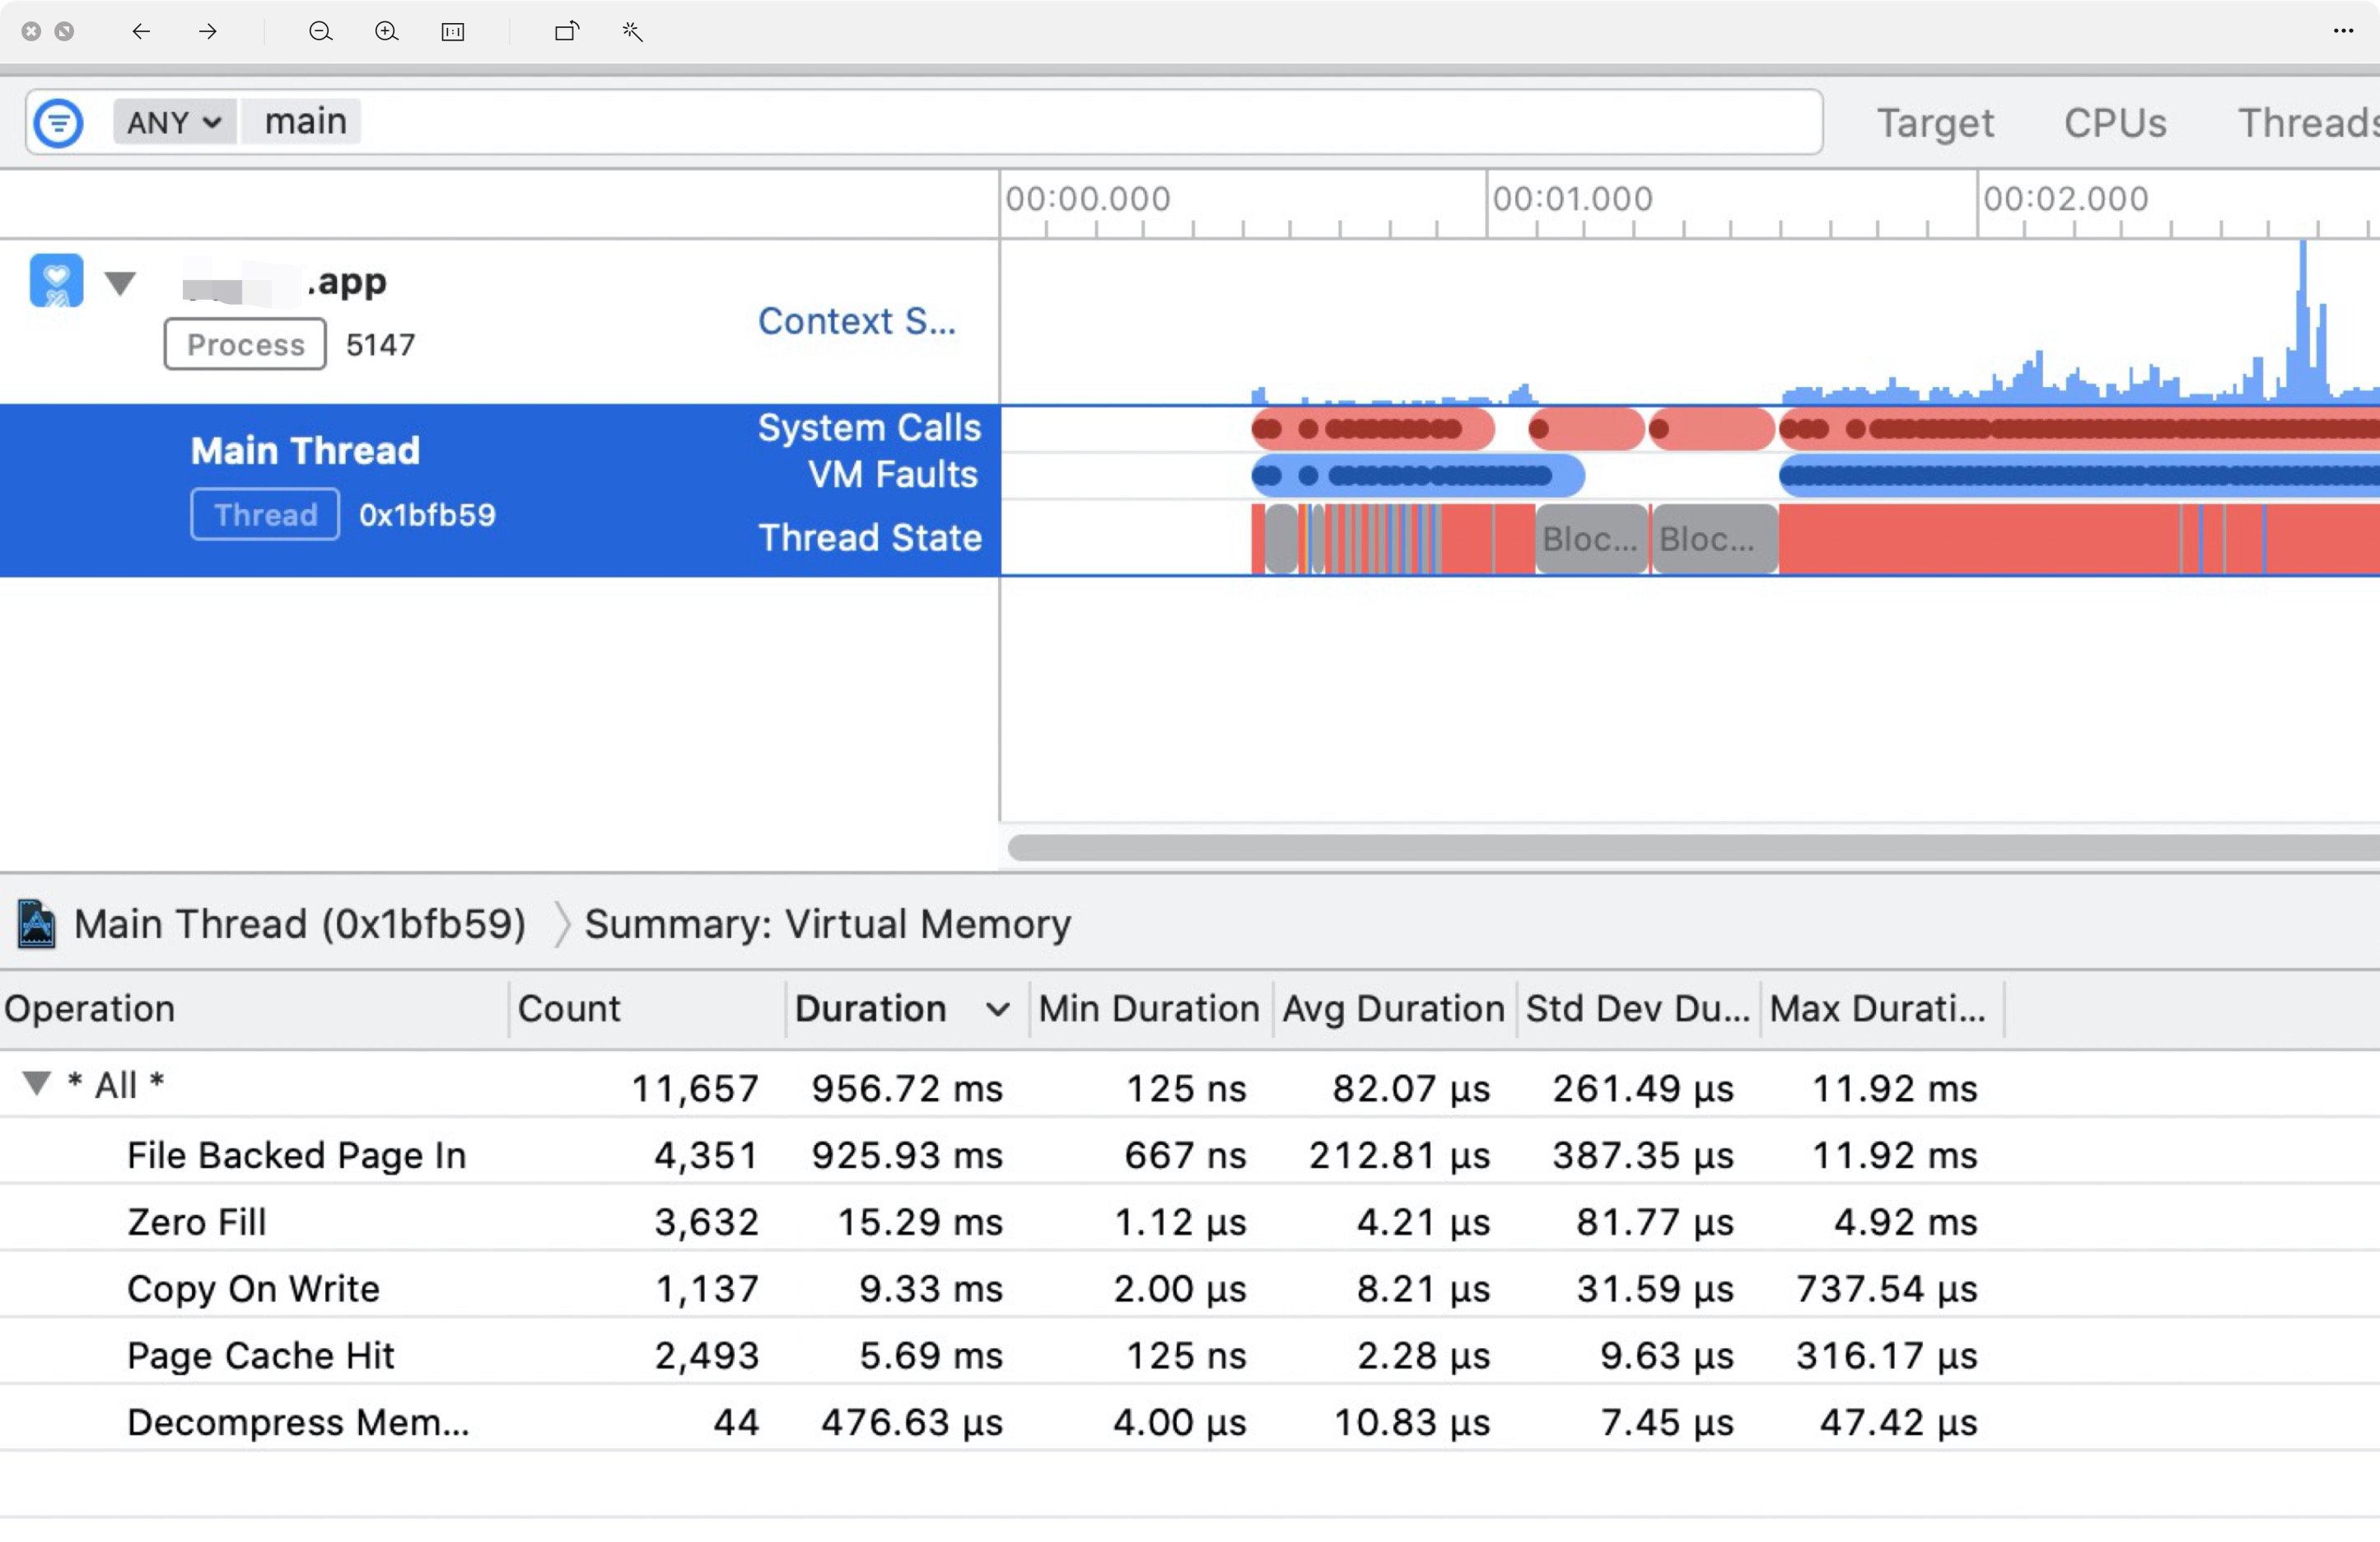 ANY main Target CPUs Threads
00:00.000 00:01.000 00:02.000
.app
Context S...
Process 5147
System Calls
Main Thread
VM Faults
Thread 0x1bfb59
Thread State Bloc... Bloc...
Main Thread (0x1bfb59) Summary: Virtual Memory
Operation Count Duration Min Duration Avg Duration Std Dev Du... Max Durati...
* All * 11,657 956.72 ms 125 ns 82.07 µs 261.49 µs 11.92 ms
File Backed Page In 4,351 925.93 ms 667 ns 212.81 µs 387.35 µs 11.92 ms
Zero Fill 3,632 15.29 ms 1.12 µs 4.21 µs 81.77 µs 4.92 ms
Copy On Write 1,137 9.33 ms 2.00 µs 8.21 µs 31.59 µs 737.54 µs
Page Cache Hit 2,493 5.69 ms 125 ns 2.28 µs 9.63 µs 316.17 µs
Decompress Mem... 44 476.63 µs 4.00 µs 10.83 µs 7.45 µs 47.42 µs